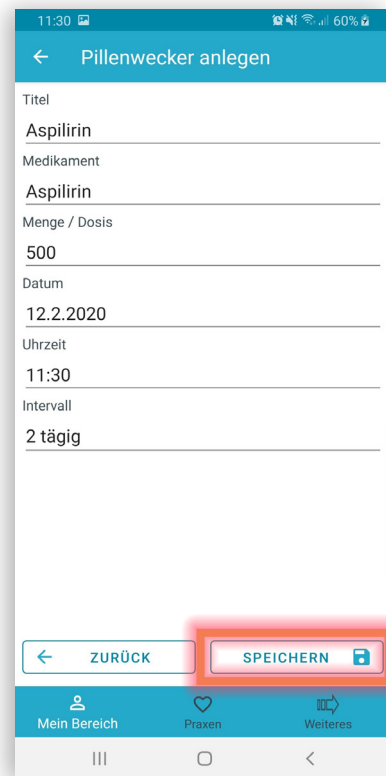 11:30 60%
Pillenwecker anlegen
Titel
Aspilirin
Medikament
Aspilirin
Menge / Dosis
500
Datum
12.2.2020
Uhrzeit
11:30
Intervall
2 tägig
ZURÜCK SPEICHERN
Mein Bereich Praxen Weiteres